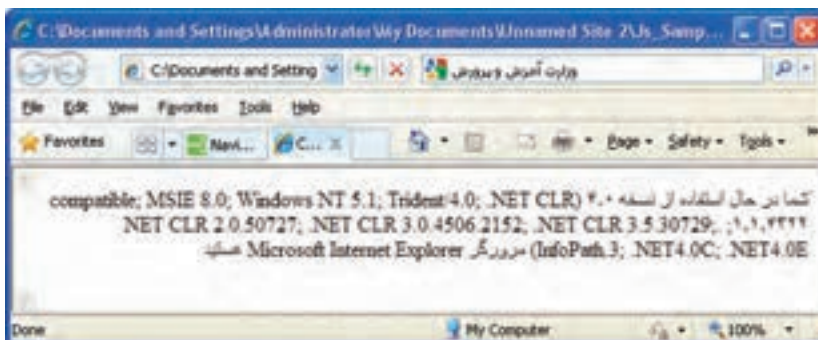 C:\Documents and Settings\Administrator\My Documents\Unnamed Site 2\Js_Samp...
C:\Documents and Setting وزارت آموزش و پرورش
File Edit View Favorites Tools Help
Favorites Navi... C... Page Safety Tools
شما در حال استفاده از نسخه ۴.۰ (compatible; MSIE 8.0; Windows NT 5.1; Trident/4.0; .NET CLR
۱.۱.۴۳۲۲; .NET CLR 2.0.50727; .NET CLR 3.0.4506.2152; .NET CLR 3.5.30729;
InfoPath.3; .NET4.0C; .NET4.0E) مرورگر Microsoft Internet Explorer هستید
Done My Computer 100%